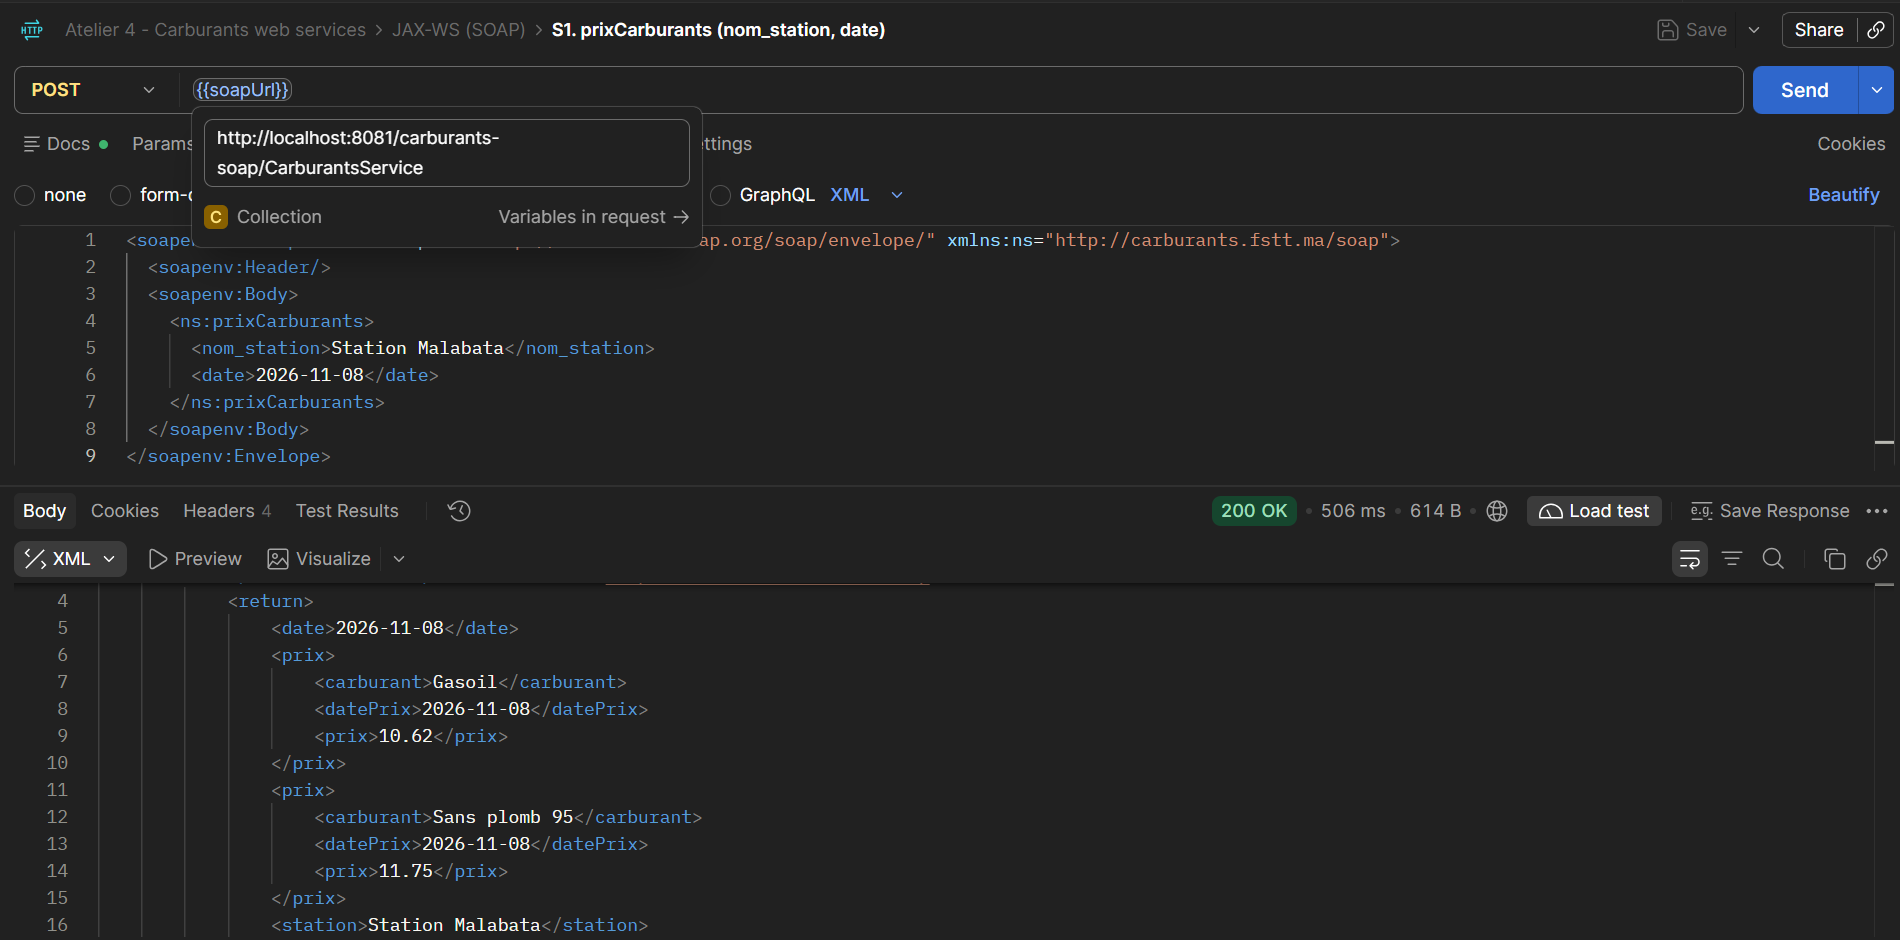 HTTP Atelier 4 - Carburants web services > JAX-WS (SOAP) > S1. prixCarburants (nom_station, date) Save Share
POST {{soapUrl}} Send
http://localhost:8081/carburants-
soap/CarburantsService
Docs Params ettings Cookies
none form-d GraphQL XML Beautify
C Collection Variables in request →
1 <soape ap.org/soap/envelope/" xmlns:ns="http://carburants.fstt.ma/soap">
2 <soapenv:Header/>
3 <soapenv:Body>
4 <ns:prixCarburants>
5 <nom_station>Station Malabata</nom_station>
6 <date>2026-11-08</date>
7 </ns:prixCarburants>
8 </soapenv:Body>
9 </soapenv:Envelope>
Body Cookies Headers 4 Test Results 200 OK • 506 ms • 614 B • Load test e.g. Save Response
XML Preview Visualize
4 <return>
5 <date>2026-11-08</date>
6 <prix>
7 <carburant>Gasoil</carburant>
8 <datePrix>2026-11-08</datePrix>
9 <prix>10.62</prix>
10 </prix>
11 <prix>
12 <carburant>Sans plomb 95</carburant>
13 <datePrix>2026-11-08</datePrix>
14 <prix>11.75</prix>
15 </prix>
16 <station>Station Malabata</station>